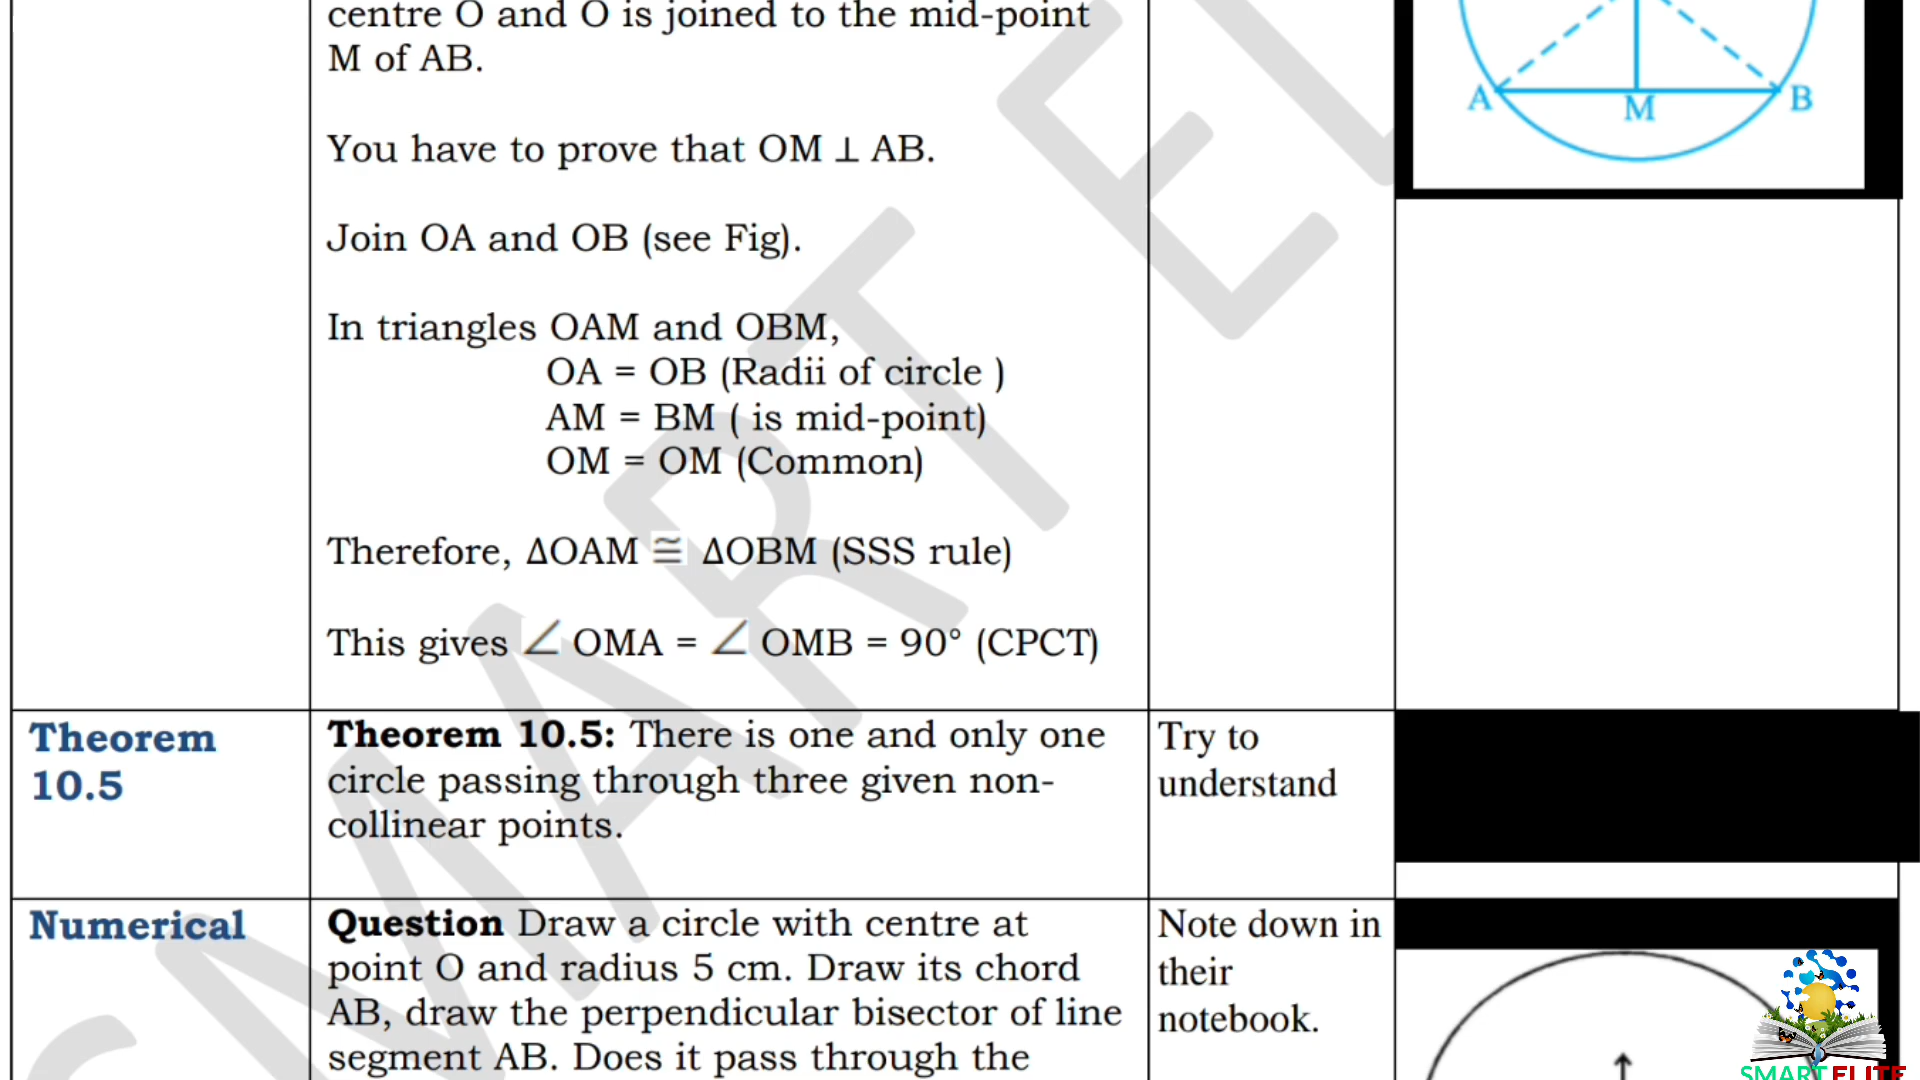 centre O and O is joined to the mid-point
M of AB.
You have to prove that OM ⊥ AB.
Join OA and OB (see Fig).
In triangles OAM and OBM,
OA = OB (Radii of circle )
AM = BM ( is mid-point)
OM = OM (Common)
Therefore, ΔOAM ≅ ΔOBM (SSS rule)
This gives ∠ OMA = ∠ OMB = 90° (CPCT)
A
M
B
Theorem
10.5
Theorem 10.5: There is one and only one
circle passing through three given non-
collinear points.
Try to
understand
Numerical
Question Draw a circle with centre at
point O and radius 5 cm. Draw its chord
AB, draw the perpendicular bisector of line
segment AB. Does it pass through the
Note down in
their
notebook.
SMART ELITE
SMART EL